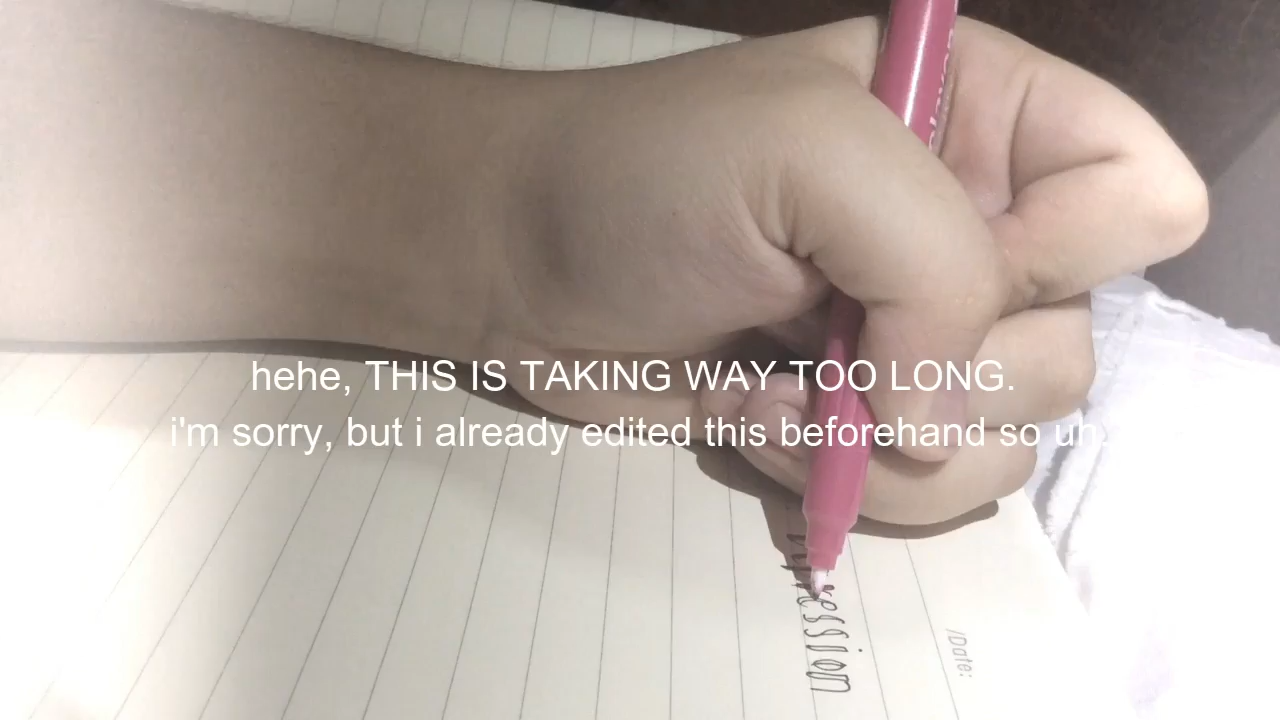 hehe, THIS IS TAKING WAY TOO LONG.
i'm sorry, but i already edited this beforehand so uh.
/Date: